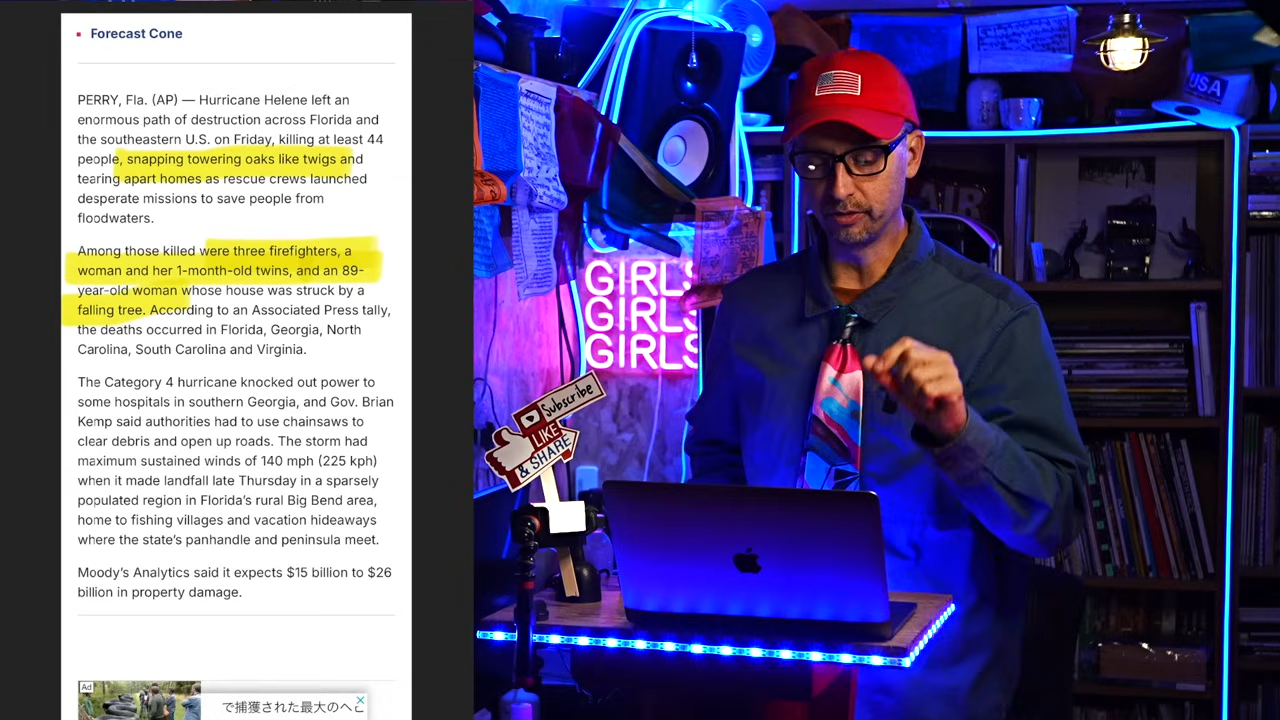 Forecast Cone
PERRY, Fla. (AP) — Hurricane Helene left an
enormous path of destruction across Florida and
the southeastern U.S. on Friday, killing at least 44
people, snapping towering oaks like twigs and
tearing apart homes as rescue crews launched
desperate missions to save people from
floodwaters.
Among those killed were three firefighters, a
woman and her 1-month-old twins, and an 89-
year-old woman whose house was struck by a
falling tree. According to an Associated Press tally,
the deaths occurred in Florida, Georgia, North
Carolina, South Carolina and Virginia.
The Category 4 hurricane knocked out power to
some hospitals in southern Georgia, and Gov. Brian
Kemp said authorities had to use chainsaws to
clear debris and open up roads. The storm had
maximum sustained winds of 140 mph (225 kph)
when it made landfall late Thursday in a sparsely
populated region in Florida's rural Big Bend area,
home to fishing villages and vacation hideaways
where the state's panhandle and peninsula meet.
Moody's Analytics said it expects $15 billion to $26
billion in property damage.
Ad
で捕獲された最大のヘビ
USA
GIRLS
GIRLS
GIRLS
Subscribe
LIKE
& SHARE